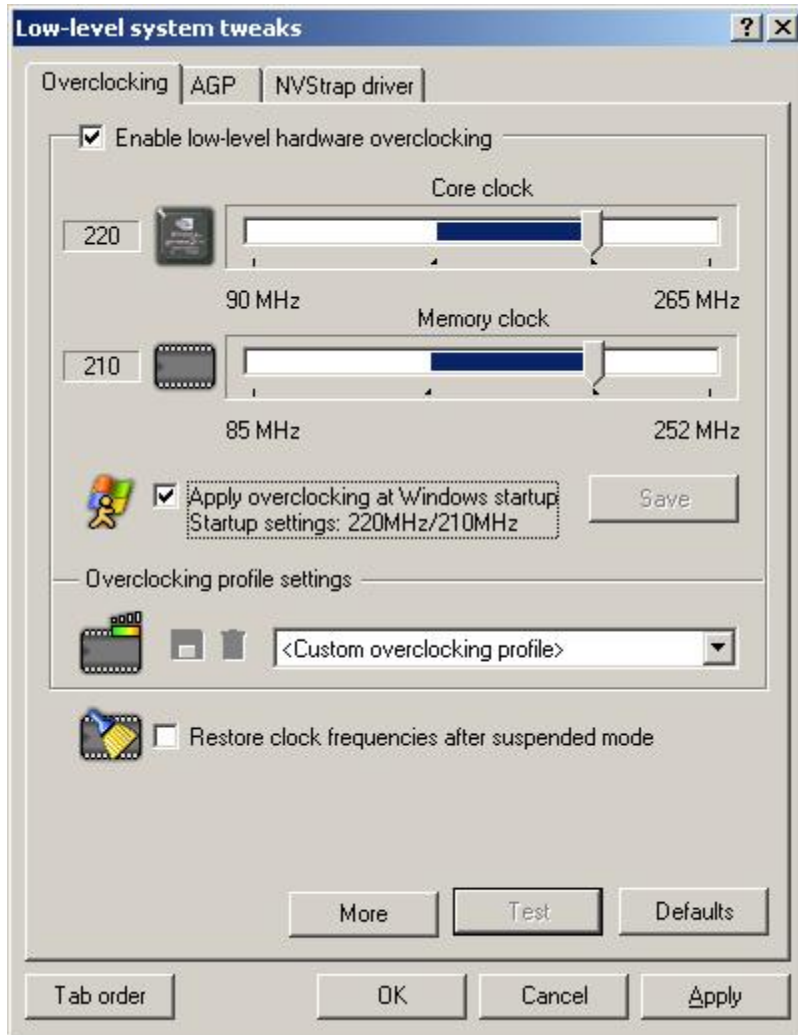 Low-level system tweaks
Overclocking AGP NVStrap driver
Enable low-level hardware overclocking
Core clock
220
90 MHz 265 MHz
Memory clock
210
85 MHz 252 MHz
Apply overclocking at Windows startup
Startup settings: 220MHz/210MHz
Save
Overclocking profile settings
<Custom overclocking profile>
Restore clock frequencies after suspended mode
More Test Defaults
Tab order OK Cancel Apply